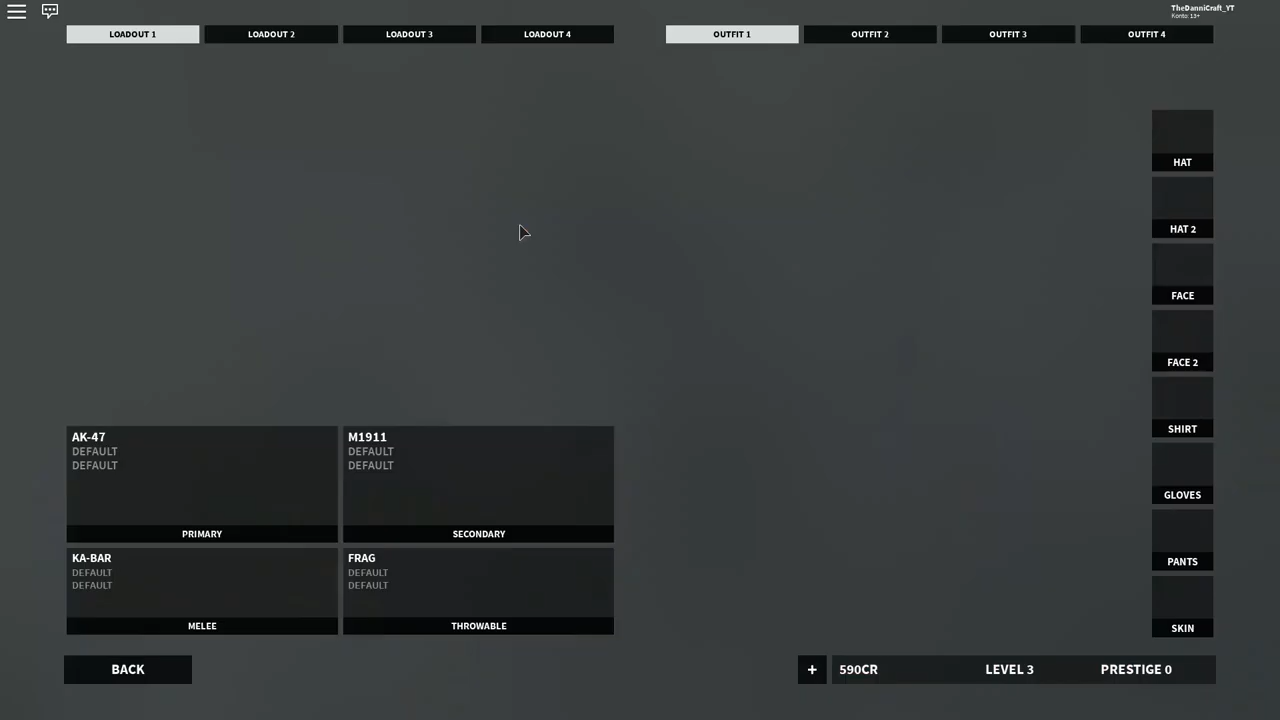 TheDanniCraft_YT
Konto: 13+
LOADOUT 1
LOADOUT 2
LOADOUT 3
LOADOUT 4
OUTFIT 1
OUTFIT 2
OUTFIT 3
OUTFIT 4
HAT
HAT 2
FACE
FACE 2
SHIRT
GLOVES
PANTS
SKIN
AK-47
DEFAULT
DEFAULT
PRIMARY
M1911
DEFAULT
DEFAULT
SECONDARY
KA-BAR
DEFAULT
DEFAULT
MELEE
FRAG
DEFAULT
DEFAULT
THROWABLE
BACK
+
590CR
LEVEL 3
PRESTIGE 0